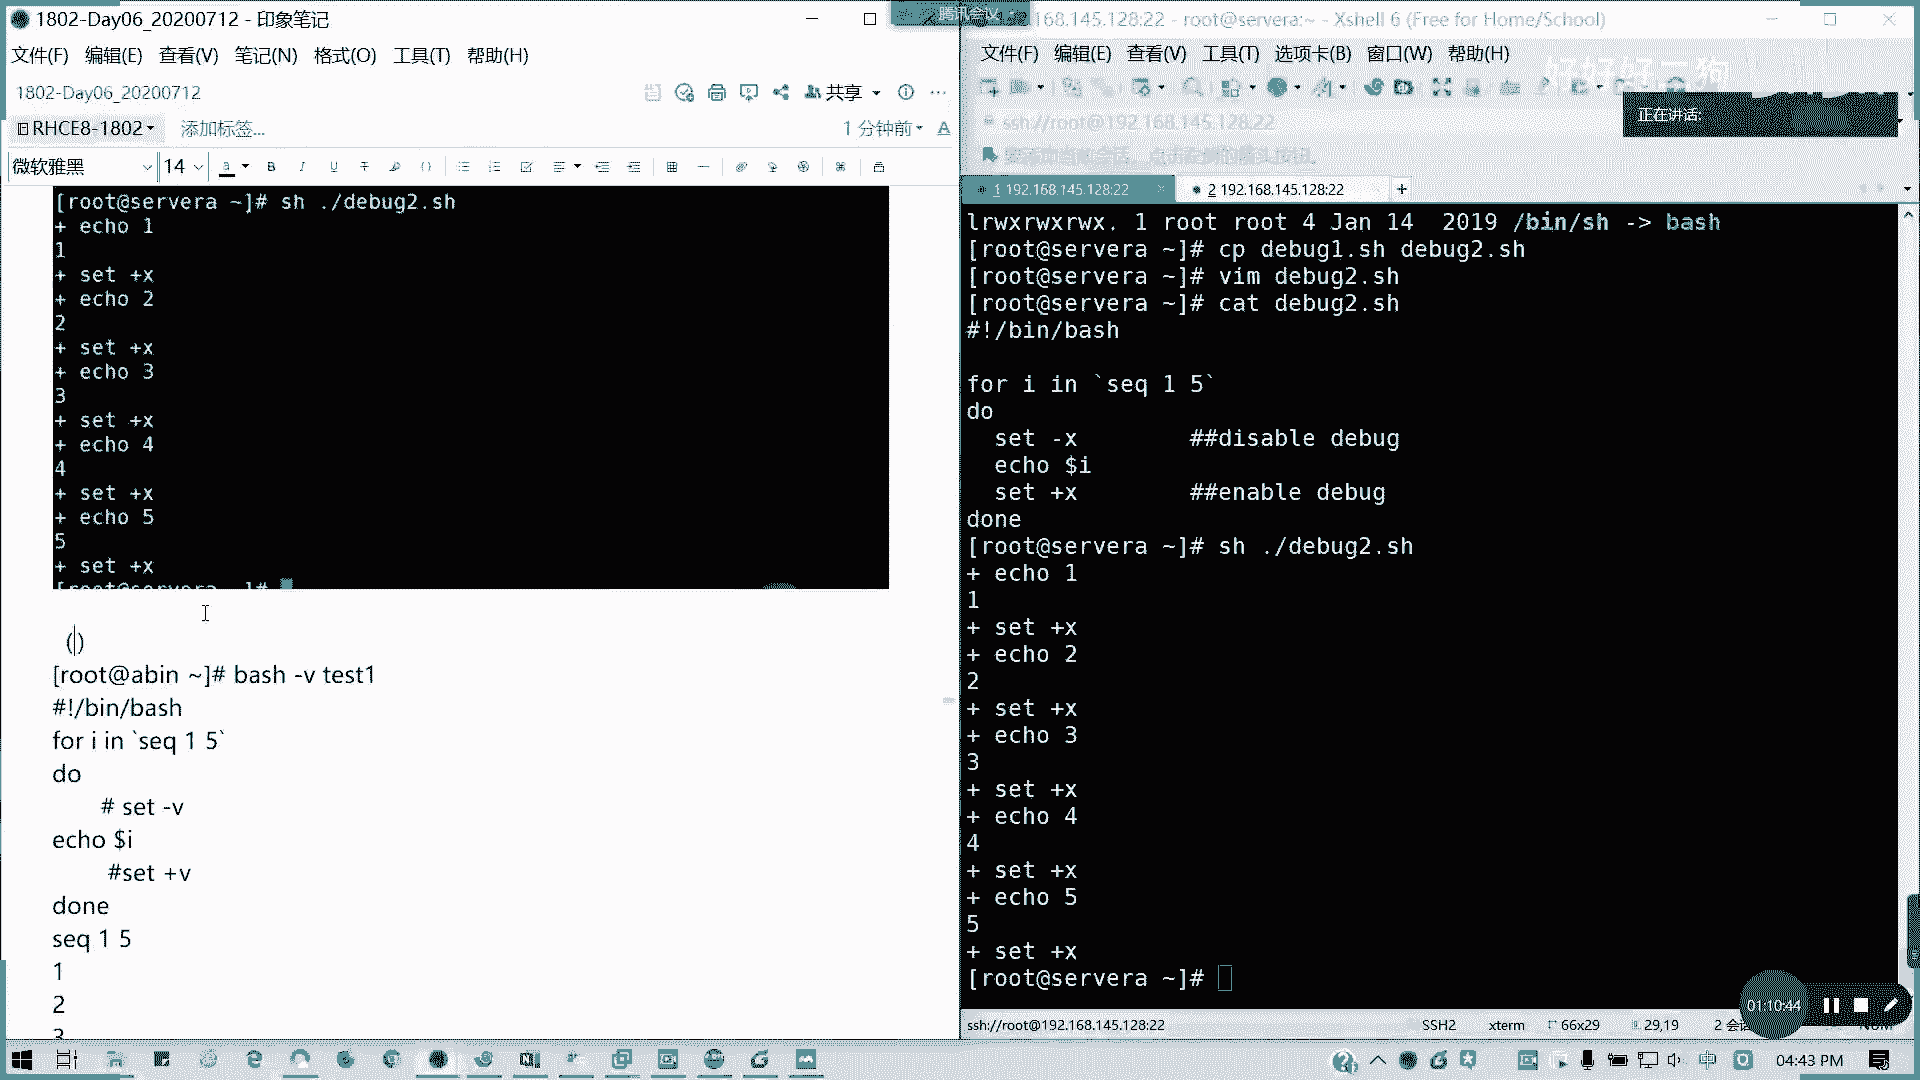 1802-Day06_20200712 - 印象笔记
文件(F) 编辑(E) 查看(V) 笔记(N) 格式(O) 工具(T) 帮助(H)
1802-Day06_20200712
共享
RHCE8-1802 添加标签...
1 分钟前
微软雅黑 14
[root@servera ~]# sh ./debug2.sh
+ echo 1
1
+ set +x
+ echo 2
2
+ set +x
+ echo 3
3
+ set +x
+ echo 4
4
+ set +x
+ echo 5
5
+ set +x
[root@servera ~]#
()
[root@abin ~]# bash -v test1
#!/bin/bash
for i in `seq 1 5`
do
# set -v
echo $i
#set +v
done
seq 1 5
1
2
3
腾讯会议
168.145.128:22 - root@servera:~ - Xshell 6 (Free for Home/School)
文件(F) 编辑(E) 查看(V) 工具(T) 选项卡(B) 窗口(W) 帮助(H)
正在讲话:
ssh://root@192.168.145.128:22
1 192.168.145.128:22
2 192.168.145.128:22
lrwxrwxrwx. 1 root root 4 Jan 14  2019 /bin/sh -> bash
[root@servera ~]# cp debug1.sh debug2.sh
[root@servera ~]# vim debug2.sh
[root@servera ~]# cat debug2.sh
#!/bin/bash
for i in `seq 1 5`
do
set -x        ##disable debug
echo $i
set +x        ##enable debug
done
[root@servera ~]# sh ./debug2.sh
+ echo 1
1
+ set +x
+ echo 2
2
+ set +x
+ echo 3
3
+ set +x
+ echo 4
4
+ set +x
+ echo 5
5
+ set +x
[root@servera ~]#
01:10:44
ssh://root@192.168.145.128:22 SSH2 xterm 66x29 29,19 2 会 NUM
中 04:43 PM